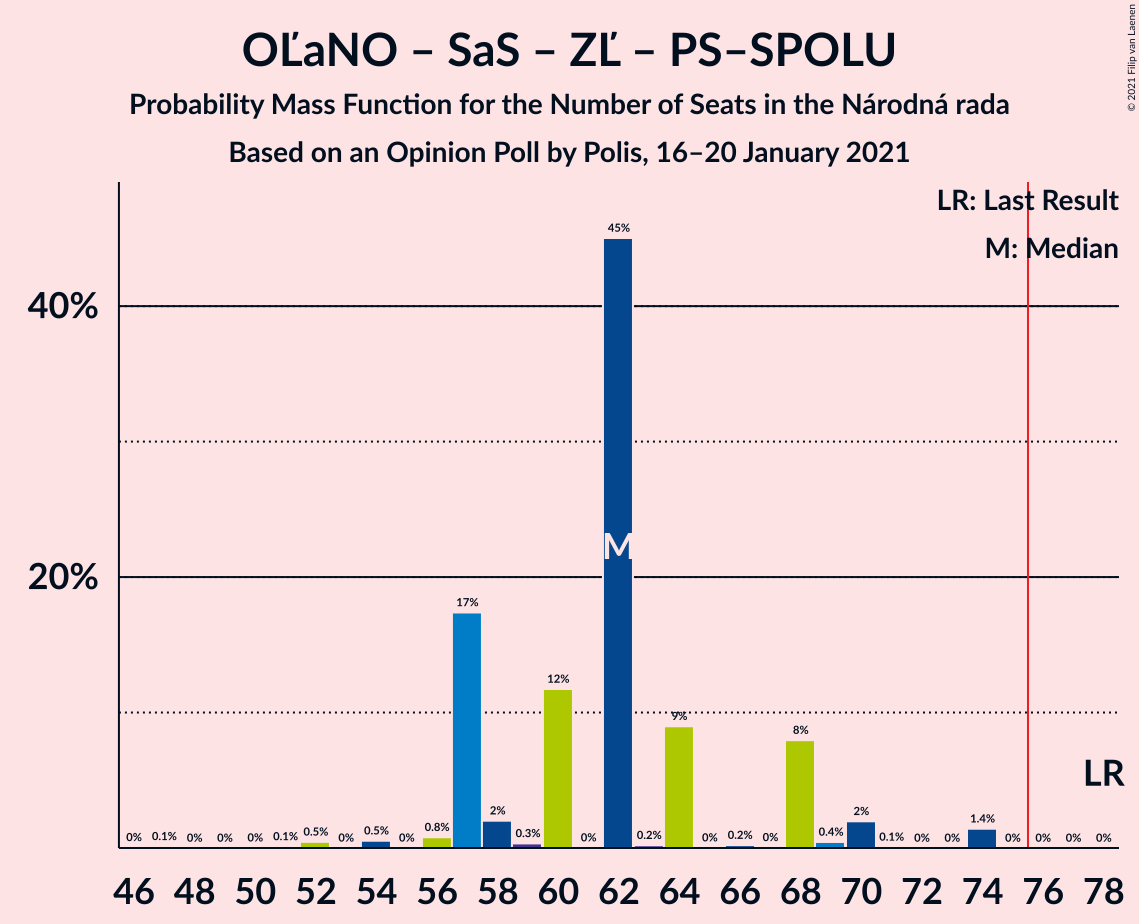 OĽaNO – SaS – ZĽ – PS–SPOLU
Probability Mass Function for the Number of Seats in the Národná rada
Based on an Opinion Poll by Polis, 16–20 January 2021
© 2021 Filip van Laenen
LR: Last Result
M: Median
45%
40%
M
20%
17%
12%
9%
8%
LR
0% 0.1% 0% 0% 0% 0.1% 0.5% 0% 0.5% 0% 0.8% 2% 0.3% 0% 0.2% 0% 0.2% 0% 0.4% 2% 0.1% 0% 0% 1.4% 0% 0% 0% 0%
46 48 50 52 54 56 58 60 62 64 66 68 70 72 74 76 78